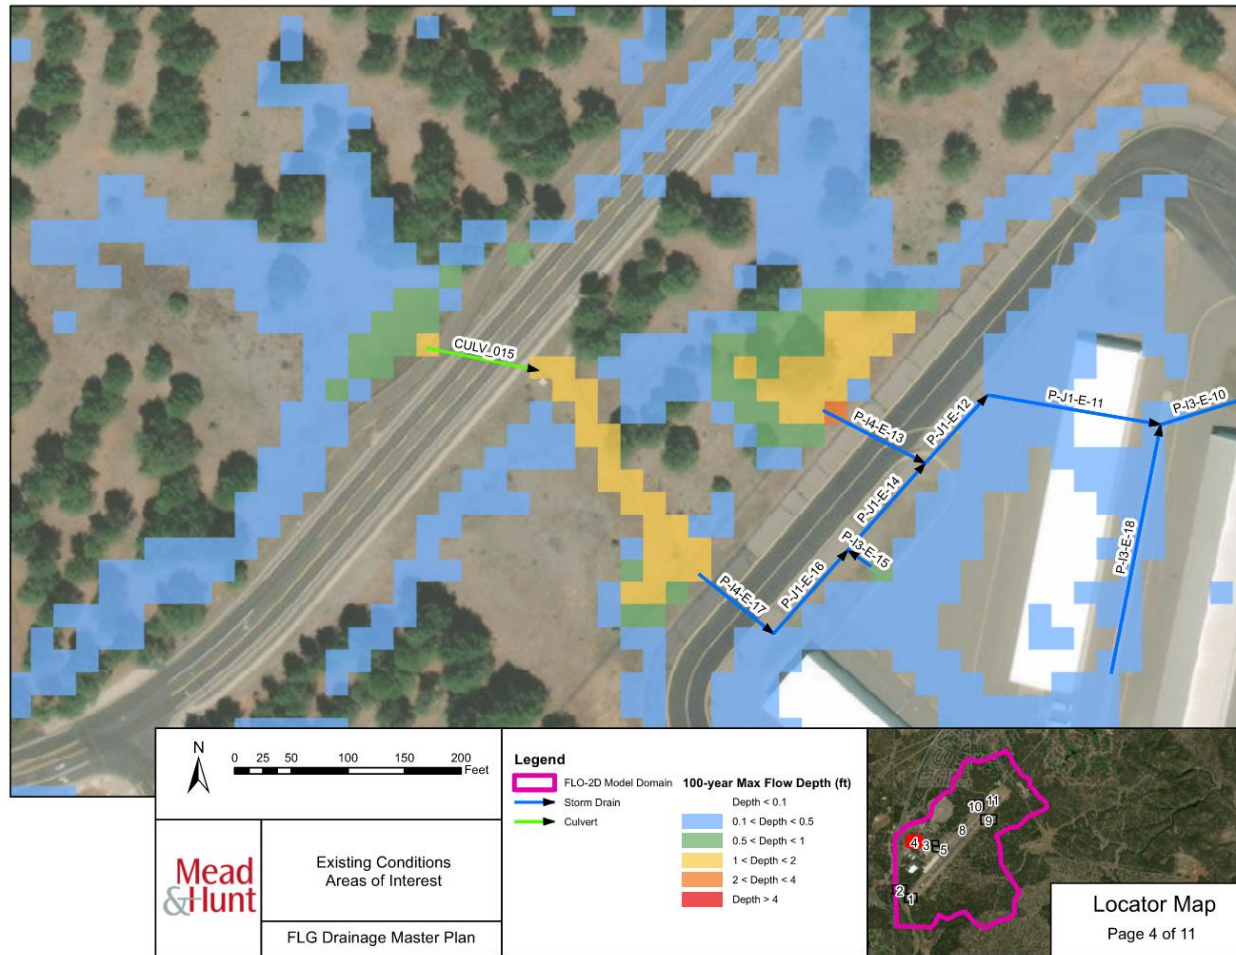 CULV_015
P-I4-E-13
P-J1-E-12
P-J1-E-11
P-I3-E-10
P-J1-E-14
P-I3-E-15
P-J1-E-16
P-I4-E-17
P-I3-E-18
N
0 25 50 100 150 200
Feet
Mead
&Hunt
Existing Conditions
Areas of Interest
FLG Drainage Master Plan
Legend
FLO-2D Model Domain
Storm Drain
Culvert
100-year Max Flow Depth (ft)
Depth < 0.1
0.1 < Depth < 0.5
0.5 < Depth < 1
1 < Depth < 2
2 < Depth < 4
Depth > 4
10 11
9
8
4 3 5
2
1
Locator Map
Page 4 of 11